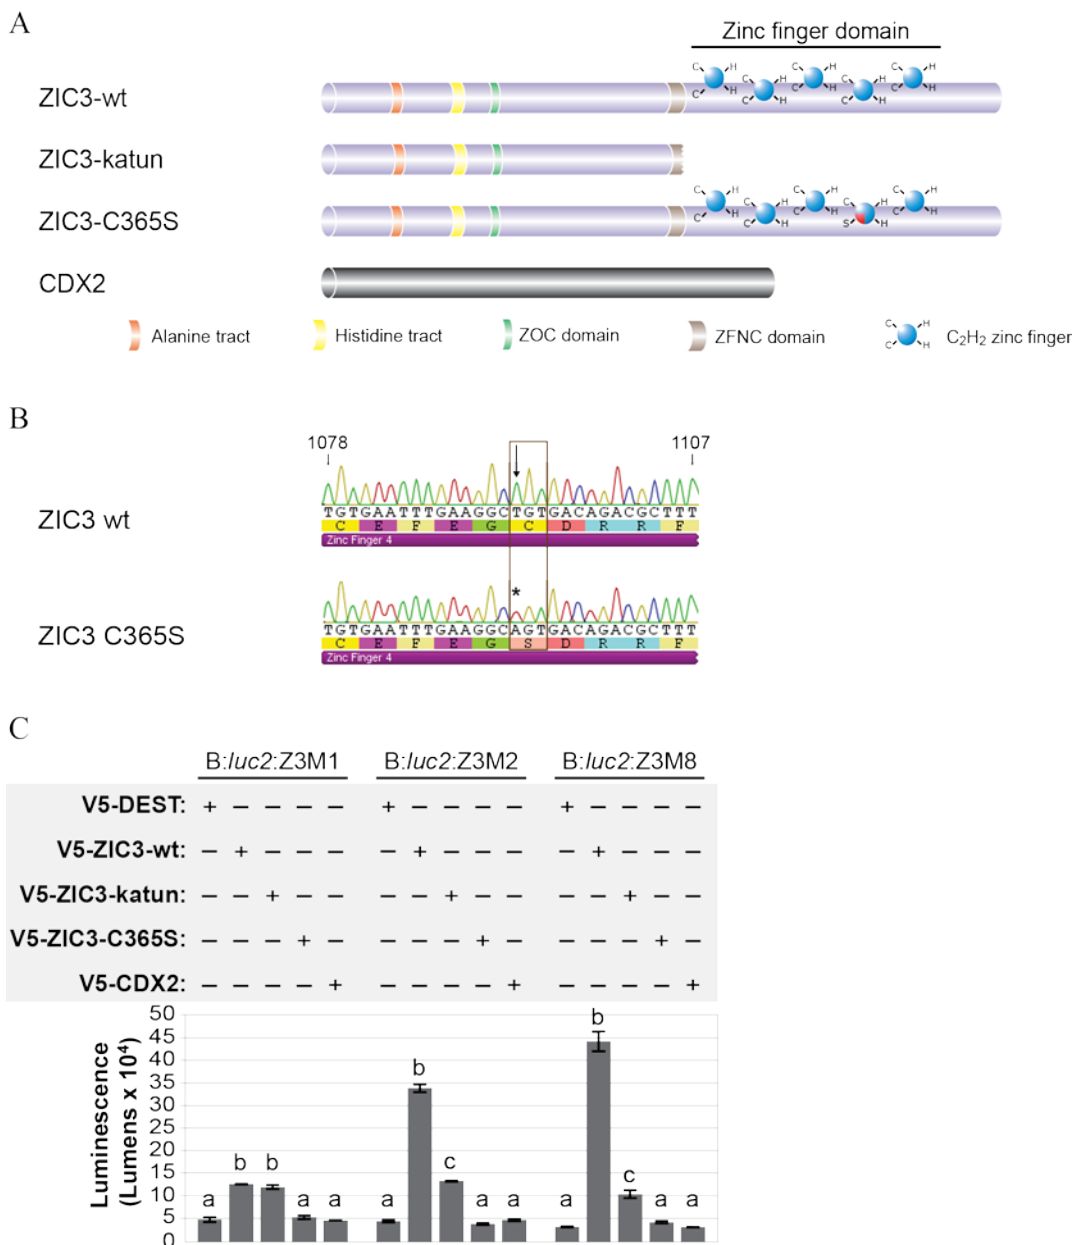 A
Zinc finger domain
ZIC3-wt
C H C H C H C H C H
C H C H C H C H C H
ZIC3-katun
ZIC3-C365S
C H C H C H C H C H
C H C H C H S H C H
CDX2
Alanine tract Histidine tract ZOC domain ZFNC domain C H C H C₂H₂ zinc finger
B
1078 1107
ZIC3 wt
TGTGAATTTGAAGGCTGTGACAGACGCTTT
C E F E G C D R R F
Zinc Finger 4
*
ZIC3 C365S
TGTGAATTTGAAGGCAGTGACAGACGCTTT
C E F E G S D R R F
Zinc Finger 4
C
B:luc2:Z3M1 B:luc2:Z3M2 B:luc2:Z3M8
V5-DEST: + – – – – + – – – – + – – – –
V5-ZIC3-wt: – + – – – – + – – – – + – – –
V5-ZIC3-katun: – – + – – – – + – – – – + – –
V5-ZIC3-C365S: – – – + – – – – + – – – – + –
V5-CDX2: – – – – + – – – – + – – – – +
Luminescence
(Lumens x 10⁴)
50
45
40
35
30
25
20
15
10
5
0
a b b a a
a b c a a
a b c a a